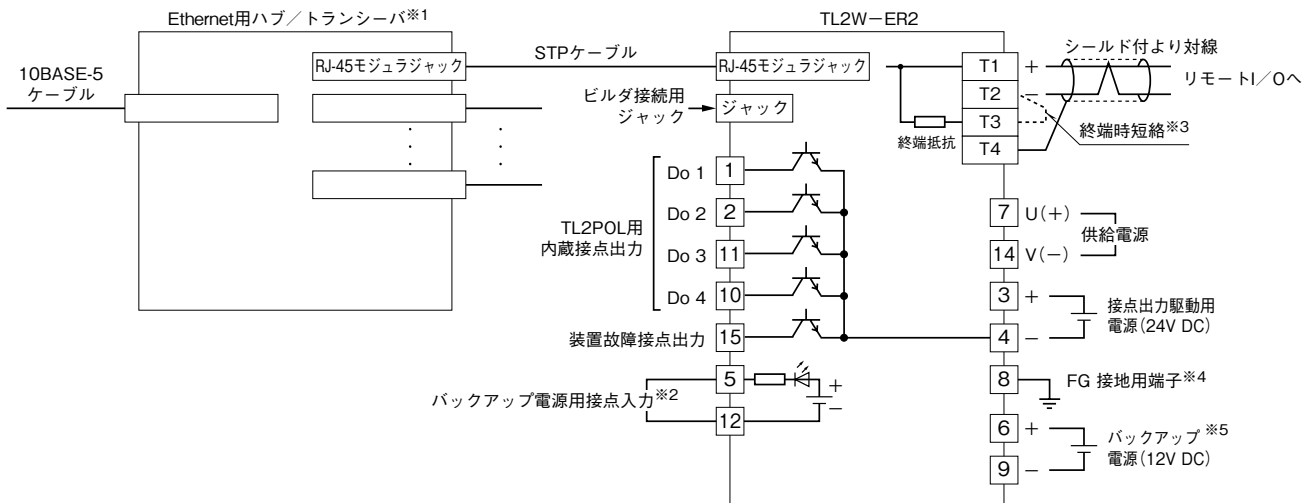 Ethernet用ハブ／トランシーバ※1
10BASE-5
ケーブル
RJ-45モジュラジャック
STPケーブル
TL2W－ER2
RJ-45モジュラジャック
ビルダ接続用
ジャック
ジャック
T1
T2
T3
T4
+
−
終端抵抗
シールド付より対線
リモートI／Oへ
終端時短絡※3
TL2POL用
内蔵接点出力
Do 1
1
Do 2
2
Do 3
11
Do 4
10
装置故障接点出力
15
バックアップ電源用接点入力※2
5
12
+
−
7
U(+)
14
V(−)
供給電源
3
+
4
−
接点出力駆動用
電源(24V DC)
8
FG 接地用端子※4
6
+
9
−
バックアップ※5
電源(12V DC)